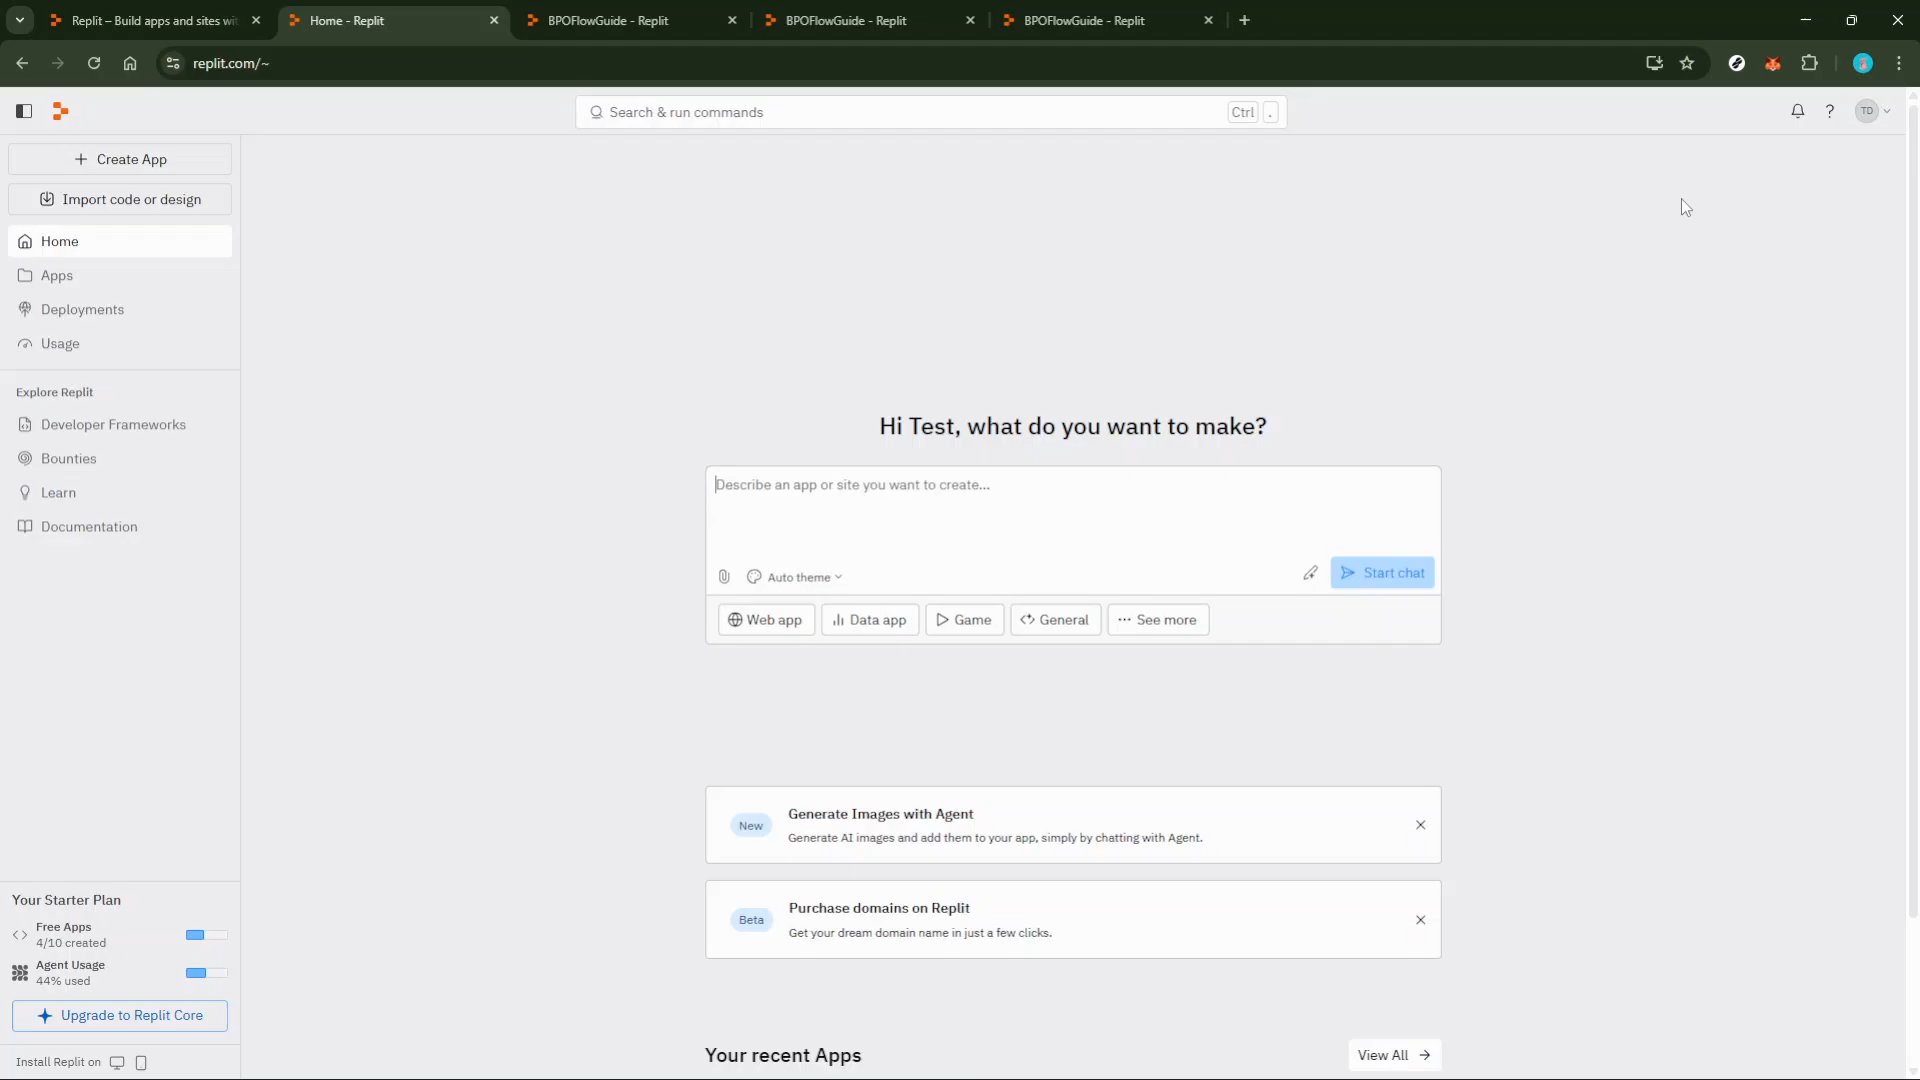 Replit – Build apps and sites wit
Home - Replit
BPOFlowGuide - Replit
BPOFlowGuide - Replit
BPOFlowGuide - Replit
replit.com/~
Search & run commands
Ctrl .
TD
Create App
Import code or design
Home
Apps
Deployments
Usage
Explore Replit
Developer Frameworks
Bounties
Learn
Documentation
Hi Test, what do you want to make?
Describe an app or site you want to create...
Auto theme
Start chat
Web app
Data app
Game
General
See more
New
Generate Images with Agent
Generate AI images and add them to your app, simply by chatting with Agent.
Beta
Purchase domains on Replit
Get your dream domain name in just a few clicks.
Your Starter Plan
Free Apps
4/10 created
Agent Usage
44% used
Upgrade to Replit Core
Install Replit on
Your recent Apps
View All